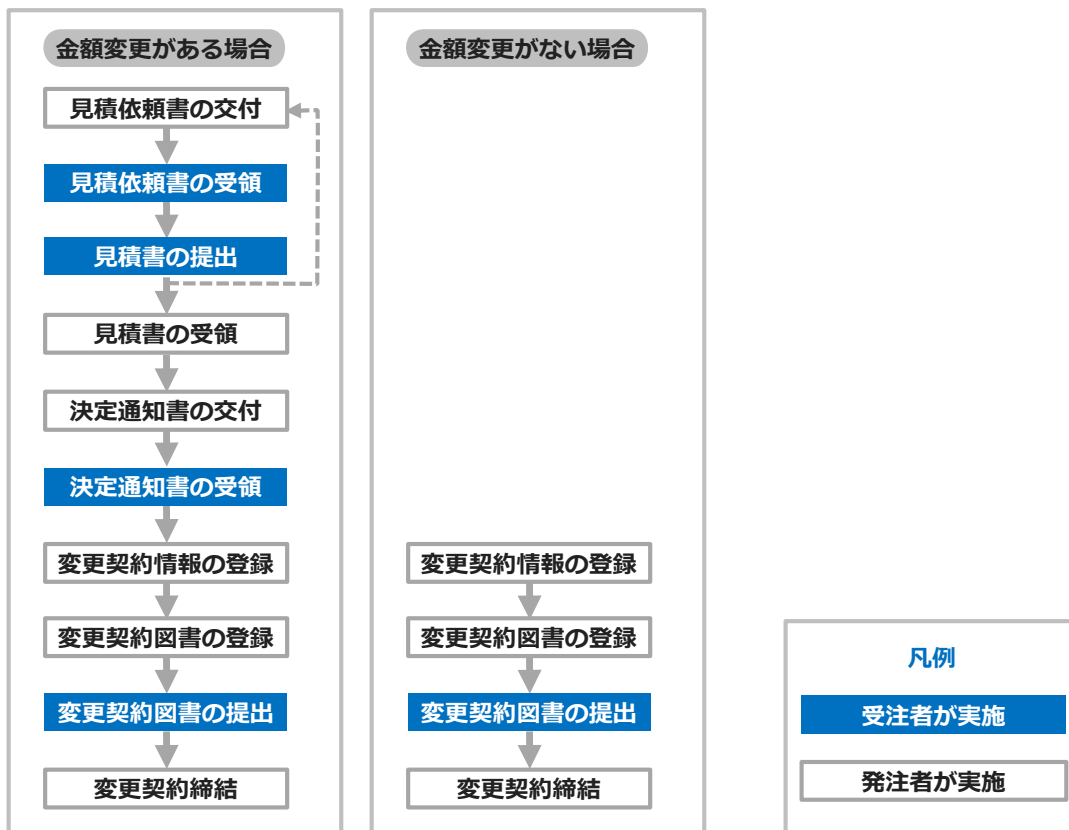 金額変更がある場合
見積依頼書の交付
見積依頼書の受領
見積書の提出
見積書の受領
決定通知書の交付
決定通知書の受領
変更契約情報の登録
変更契約図書の登録
変更契約図書の提出
変更契約締結
金額変更がない場合
変更契約情報の登録
変更契約図書の登録
変更契約図書の提出
変更契約締結
凡例
受注者が実施
発注者が実施